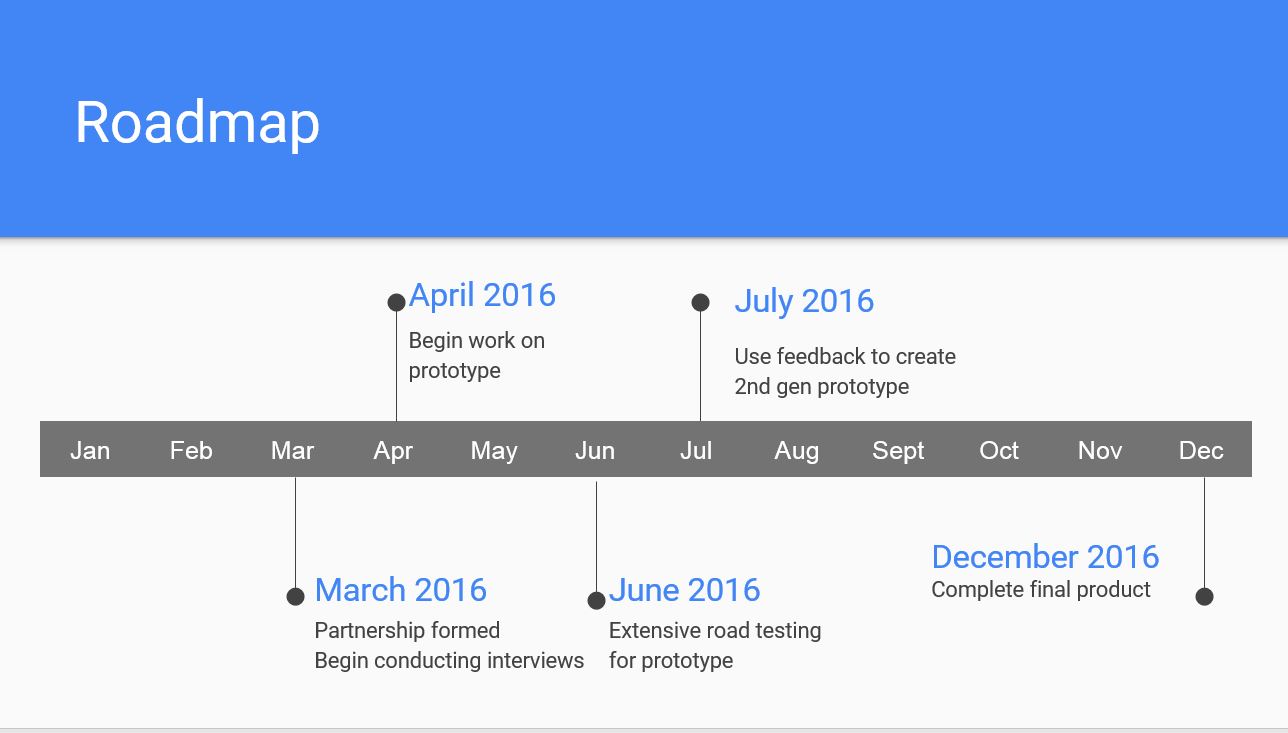 Roadmap
April 2016
Begin work on
prototype
July 2016
Use feedback to create
2nd gen prototype
Jan Feb Mar Apr May Jun Jul Aug Sept Oct Nov Dec
March 2016
Partnership formed
Begin conducting interviews
June 2016
Extensive road testing
for prototype
December 2016
Complete final product